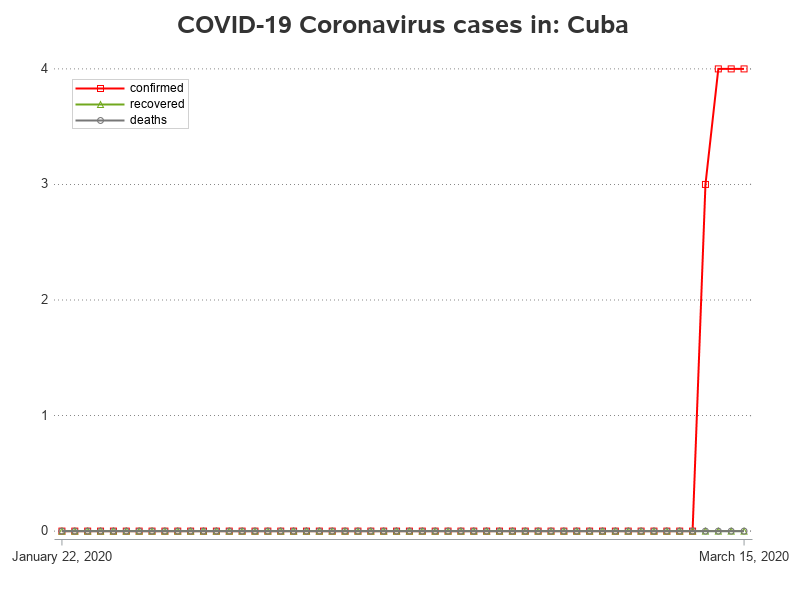 COVID-19 Coronavirus cases in: Cuba
4
confirmed
recovered
deaths
3
2
1
0
January 22, 2020
March 15, 2020